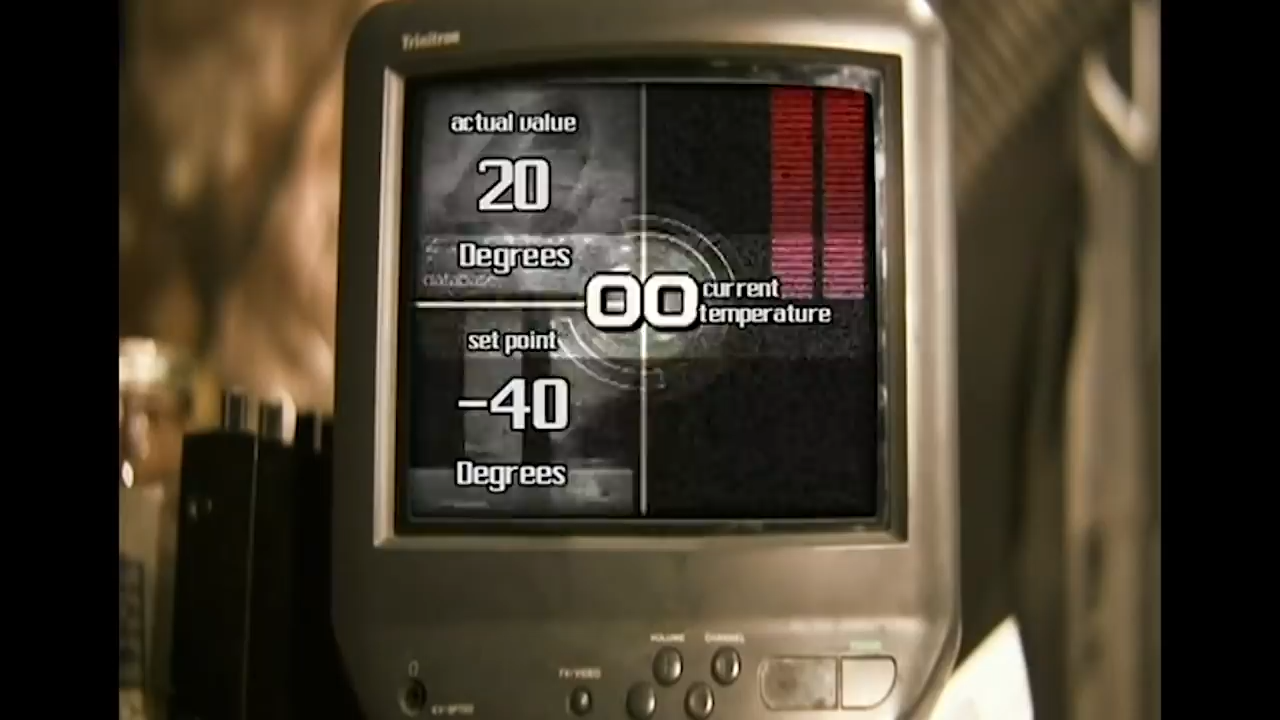 Trinitron
actual value
20
Degrees
00 current
temperature
set point
-40
Degrees
VOLUME CHANNEL
TV/VIDEO